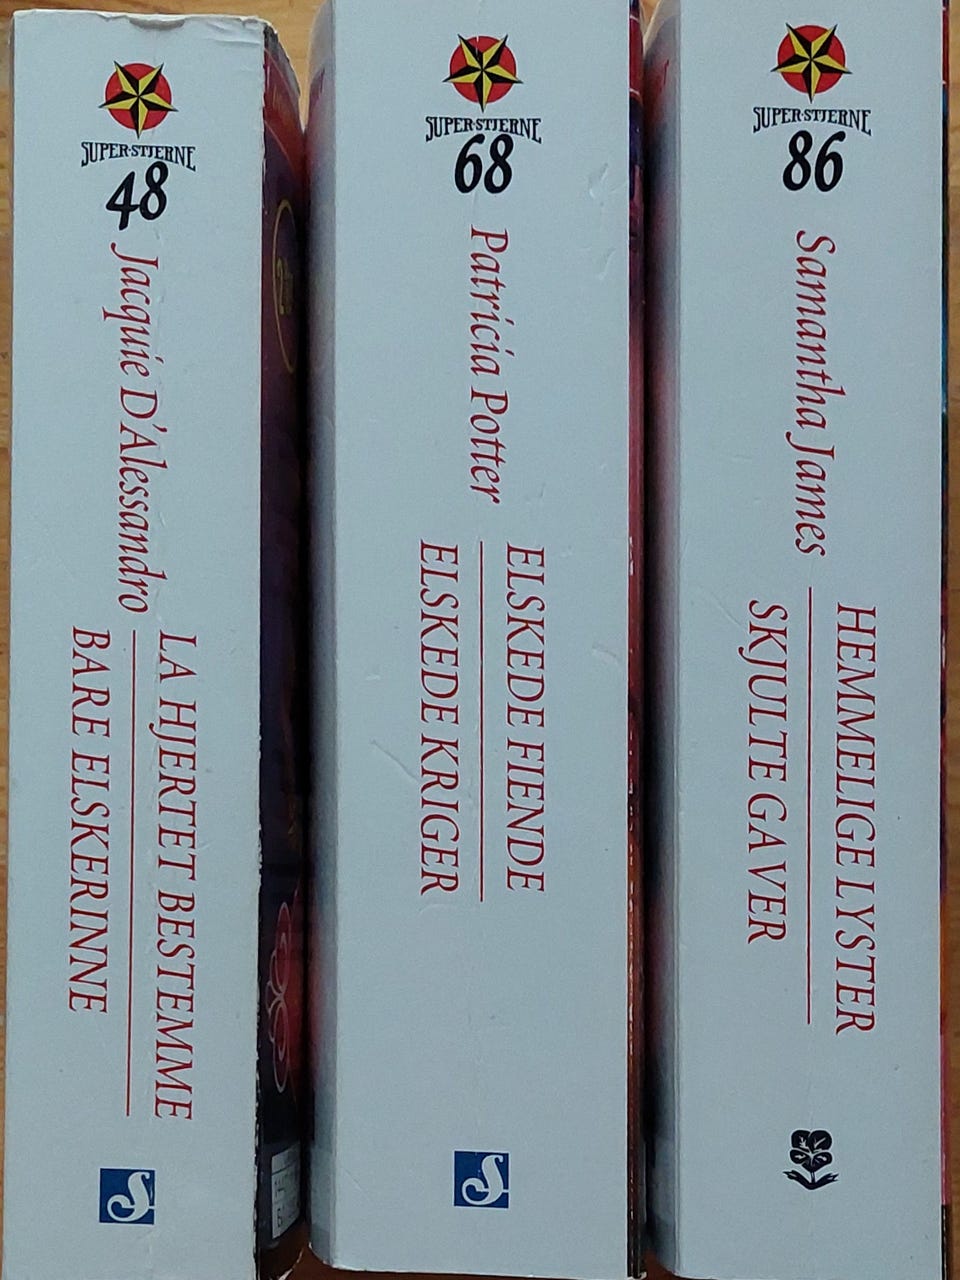 SUPER-STJERNE
48
Jacquie D'Alessandro
LA HJERTET BESTEMME
BARE ELSKERINNE
SUPER-STJERNE
68
Patricia Potter
ELSKEDE FIENDE
ELSKEDE KRIGER
SUPER-STJERNE
86
Samantha James
HEMMELIGE LYSTER
SKJULTE GAVER